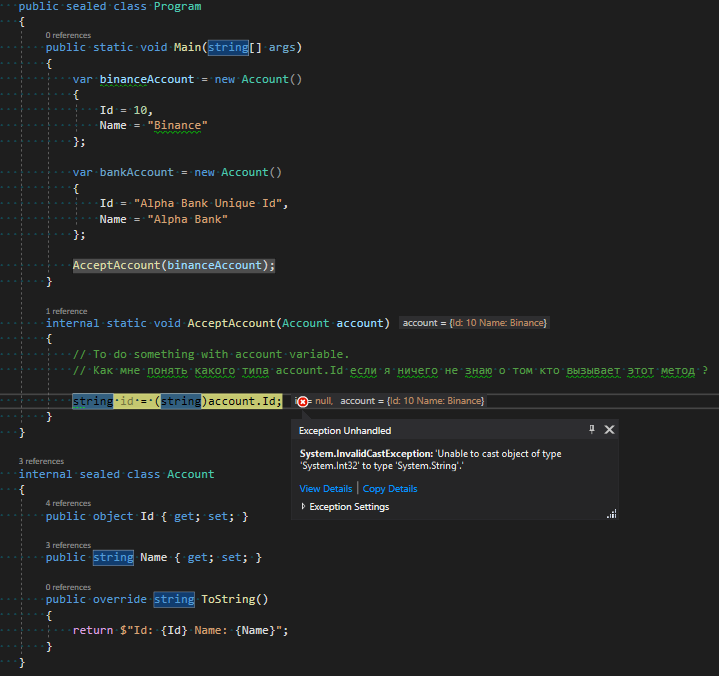 public sealed class Program
{
0 references
public static void Main(string[] args)
{
var binanceAccount = new Account()
{
Id = 10,
Name = "Binance"
};
var bankAccount = new Account()
{
Id = "Alpha Bank Unique Id",
Name = "Alpha Bank"
};
AcceptAccount(binanceAccount);
}
1 reference
internal static void AcceptAccount(Account account) account = {Id: 10 Name: Binance}
{
// To do something with account variable.
// Как мне понять какого типа account.Id если я ничего не знаю о том кто вызывает этот метод ?
string id = (string)account.Id; = null, account = {Id: 10 Name: Binance}
}
}
Exception Unhandled
System.InvalidCastException: 'Unable to cast object of type
'System.Int32' to type 'System.String'.'
View Details | Copy Details
Exception Settings
3 references
internal sealed class Account
{
4 references
public object Id { get; set; }
3 references
public string Name { get; set; }
0 references
public override string ToString()
{
return $"Id: {Id} Name: {Name}";
}
}